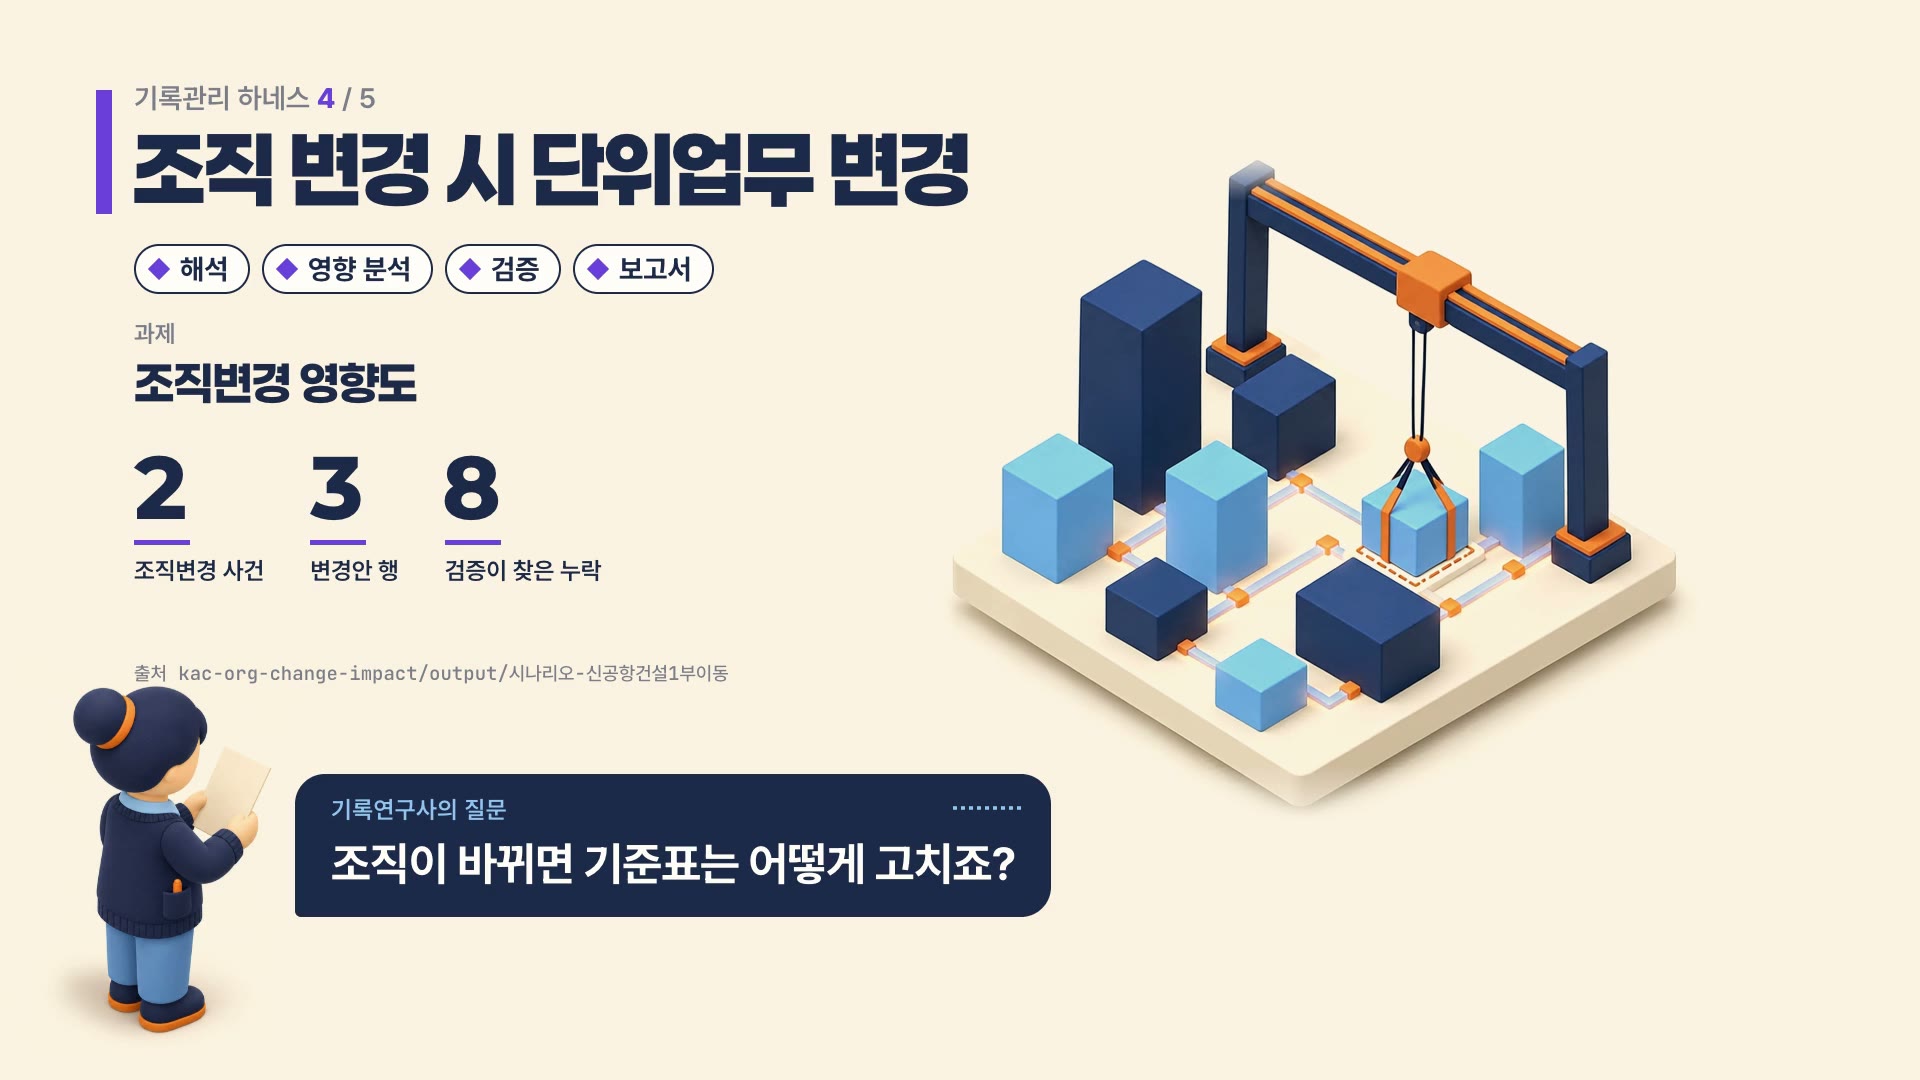 기록관리 하네스 4 / 5
조직 변경 시 단위업무 변경
해석 영향 분석 검증 보고서
과제
조직변경 영향도
2 3 8
조직변경 사건 변경안 행 검증이 찾은 누락
출처 kac-org-change-impact/output/시나리오-신공항건설1부이동
기록연구사의 질문
조직이 바뀌면 기준표는 어떻게 고치죠?